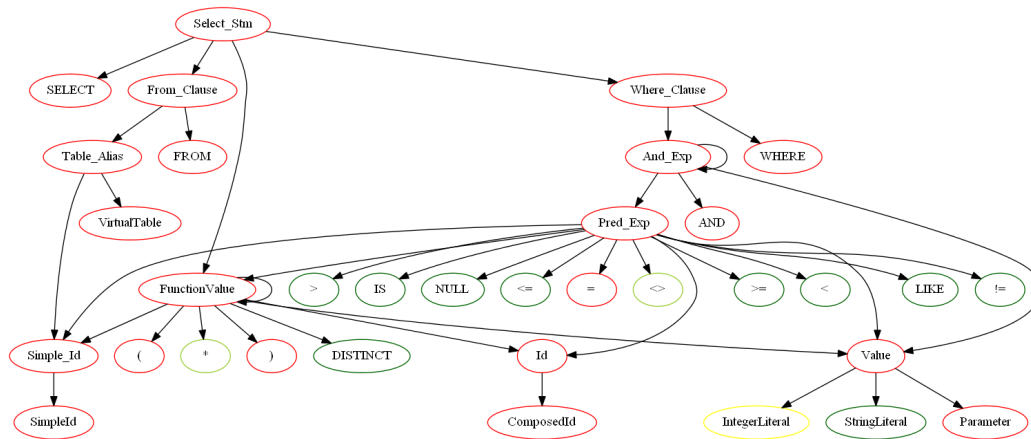 Select_Stm
SELECT
From_Clause
Where_Clause
Table_Alias
FROM
And_Exp
WHERE
VirtualTable
Pred_Exp
AND
FunctionValue
>
IS
NULL
<=
=
<>
>=
<
LIKE
!=
Simple_Id
(
*
)
DISTINCT
Id
Value
SimpleId
ComposedId
IntegerLiteral
StringLiteral
Parameter